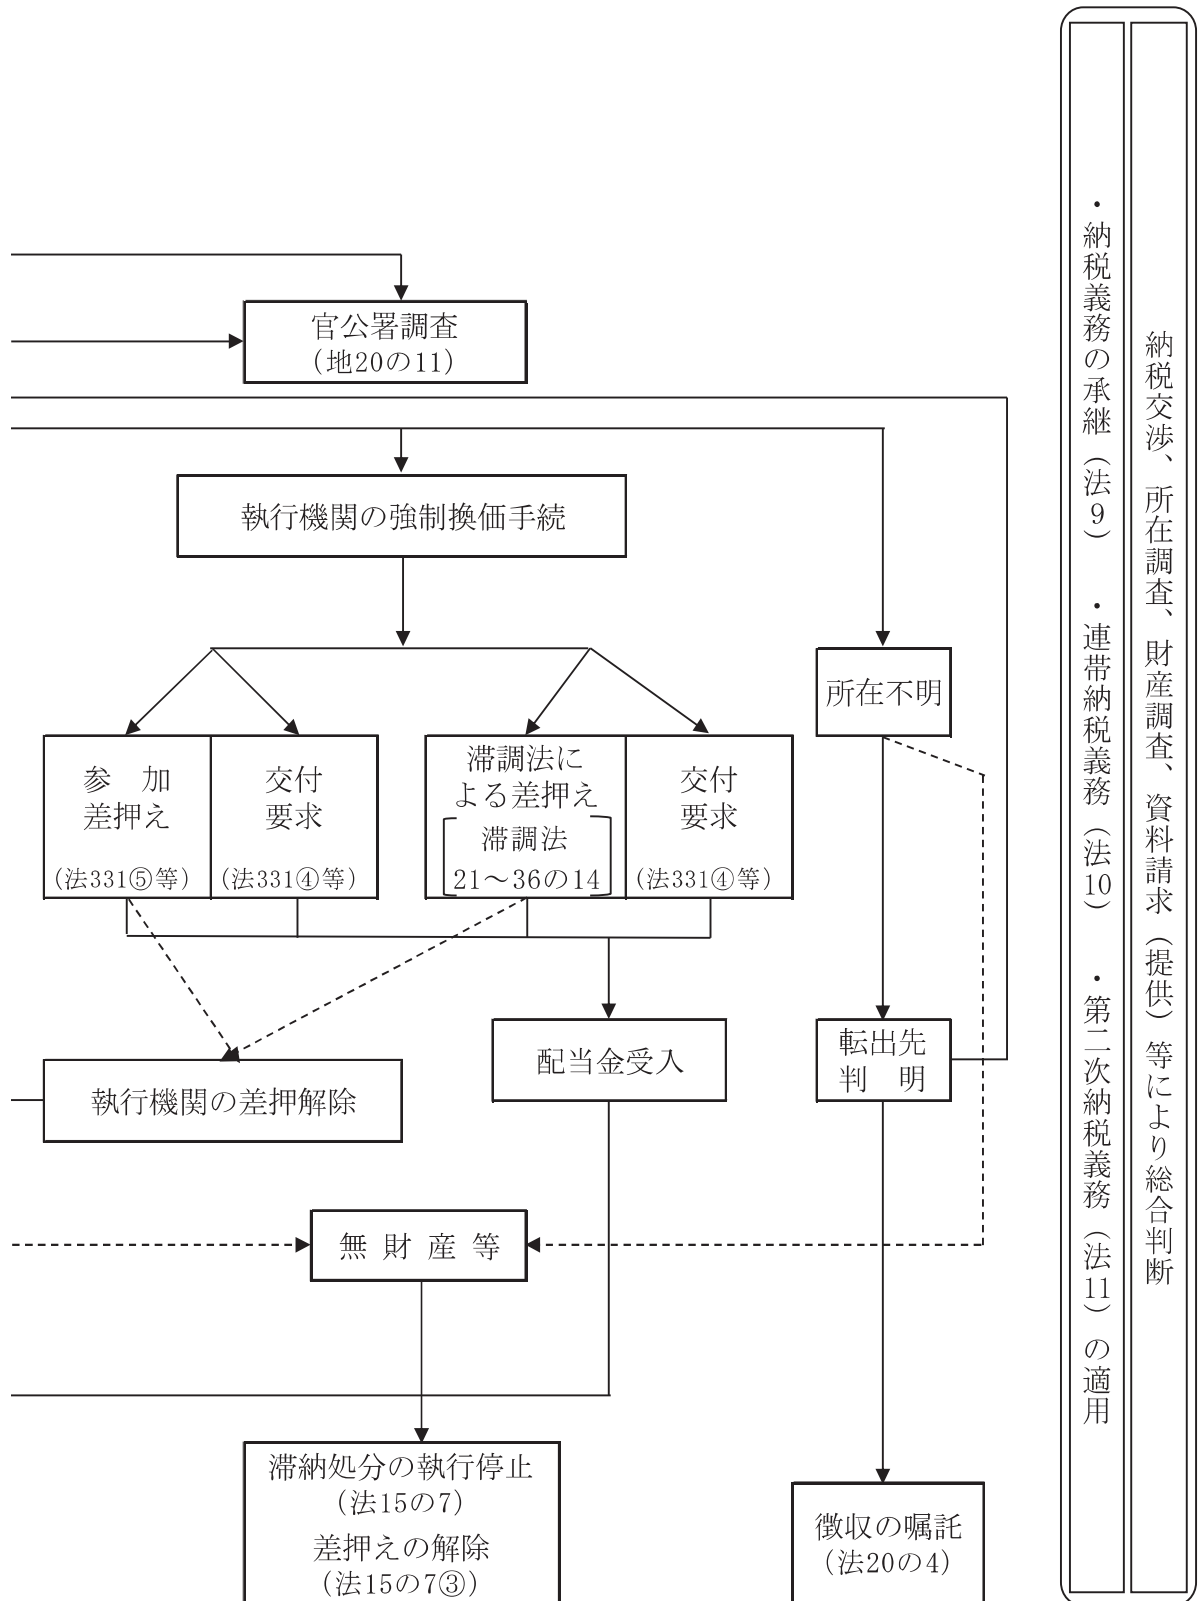 納税交渉、所在調査、財産調査、資料請求（提供）等により総合判断
・納税義務の承継（法9）　・連帯納税義務（法10）　・第二次納税義務（法11）の適用
官公署調査
（地20の11）
執行機関の強制換価手続
所在不明
参　加
差押え
（法331⑤等）
交付
要求
（法331④等）
滞調法に
よる差押え
滞調法
21～36の14
交付
要求
（法331④等）
配当金受入
転出先
判　明
執行機関の差押解除
無 財 産 等
滞納処分の執行停止
（法15の7）
差押えの解除
（法15の7③）
徴収の嘱託
（法20の4）